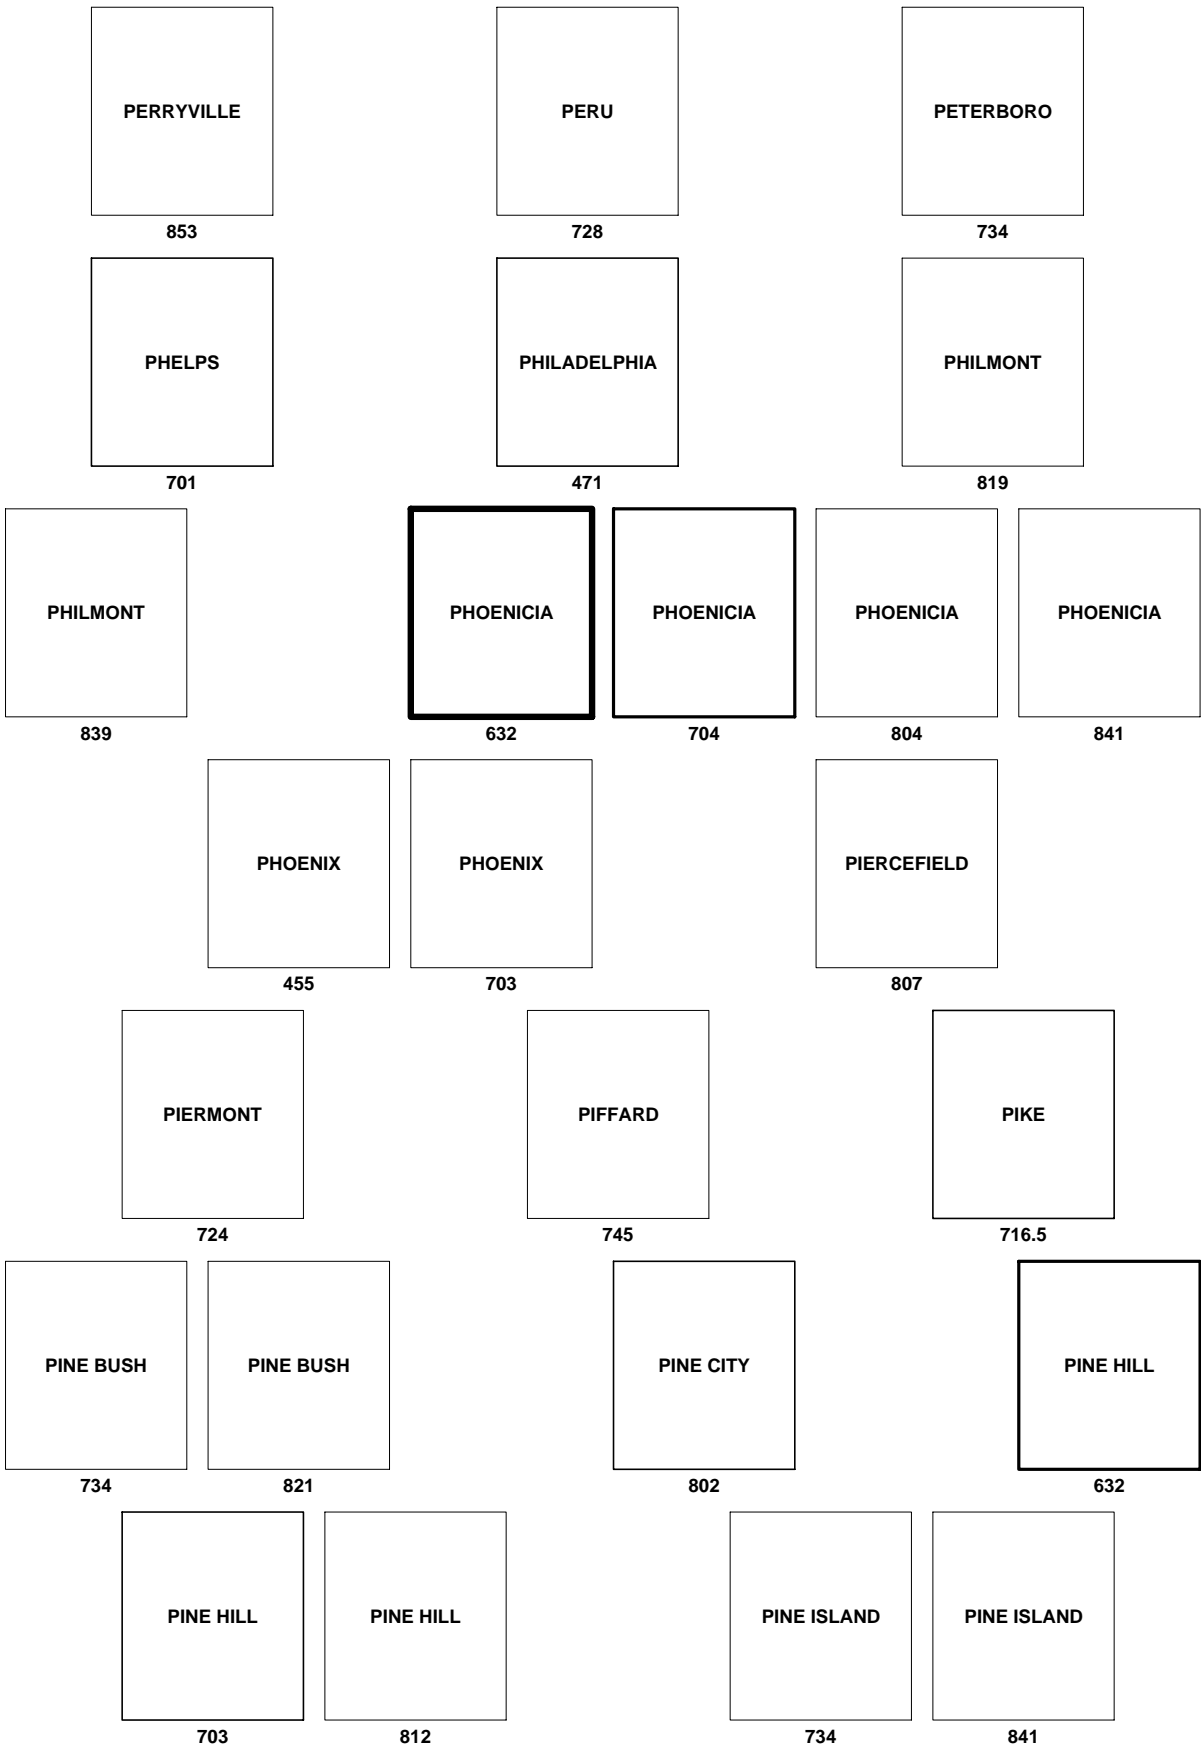 PERRYVILLE PERU PETERBORO
853 728 734
PHELPS PHILADELPHIA PHILMONT
701 471 819
PHILMONT PHOENICIA PHOENICIA PHOENICIA PHOENICIA
839 632 704 804 841
PHOENIX PHOENIX PIERCEFIELD
455 703 807
PIERMONT PIFFARD PIKE
724 745 716.5
PINE BUSH PINE BUSH PINE CITY PINE HILL
734 821 802 632
PINE HILL PINE HILL PINE ISLAND PINE ISLAND
703 812 734 841